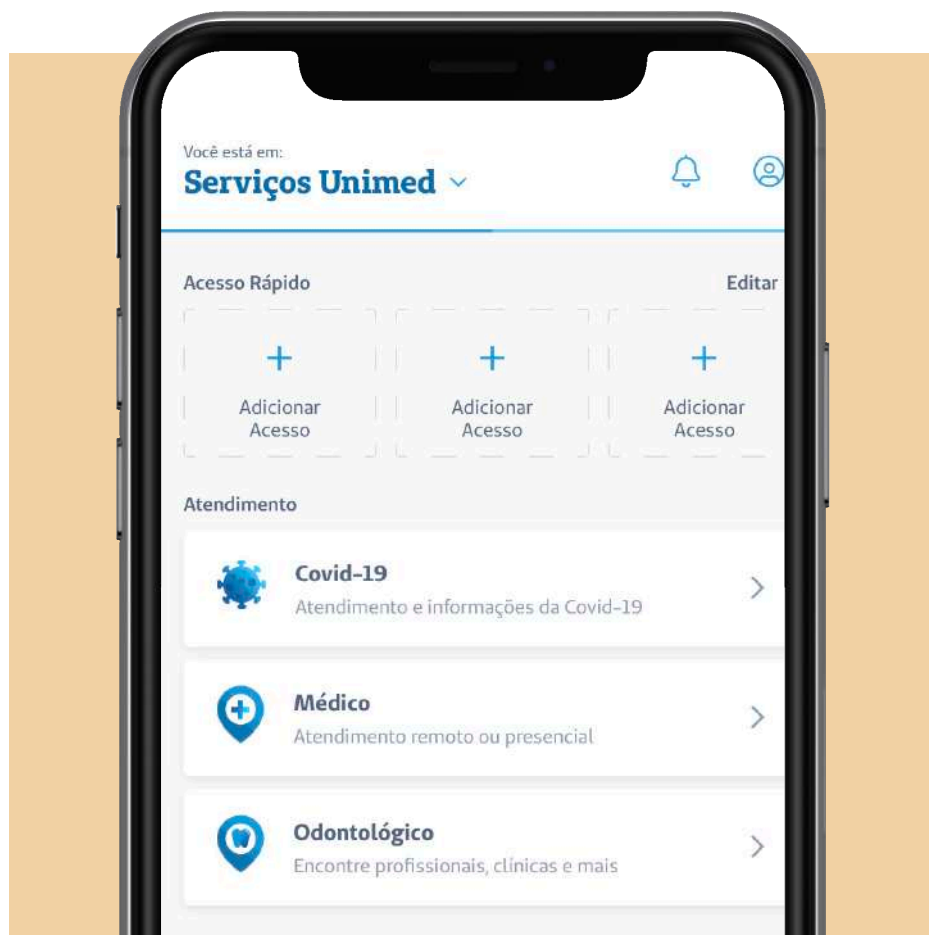 Você está em:
Serviços Unimed
Acesso Rápido
Editar
+
+
+
Adicionar
Acesso
Adicionar
Acesso
Adicionar
Acesso
Atendimento
Covid-19
Atendimento e informações da Covid-19
Médico
Atendimento remoto ou presencial
Odontológico
Encontre profissionais, clínicas e mais